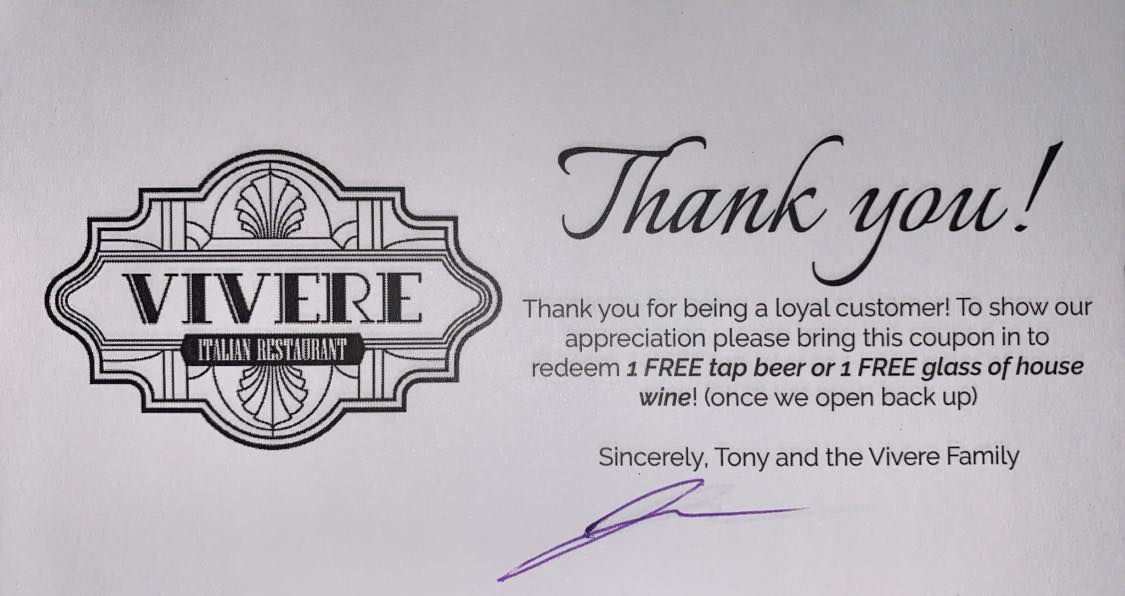 VIVERE
ITALIAN RESTAURANT
Thank you!
Thank you for being a loyal customer! To show our
appreciation please bring this coupon in to
redeem 1 FREE tap beer or 1 FREE glass of house
wine! (once we open back up)
Sincerely, Tony and the Vivere Family